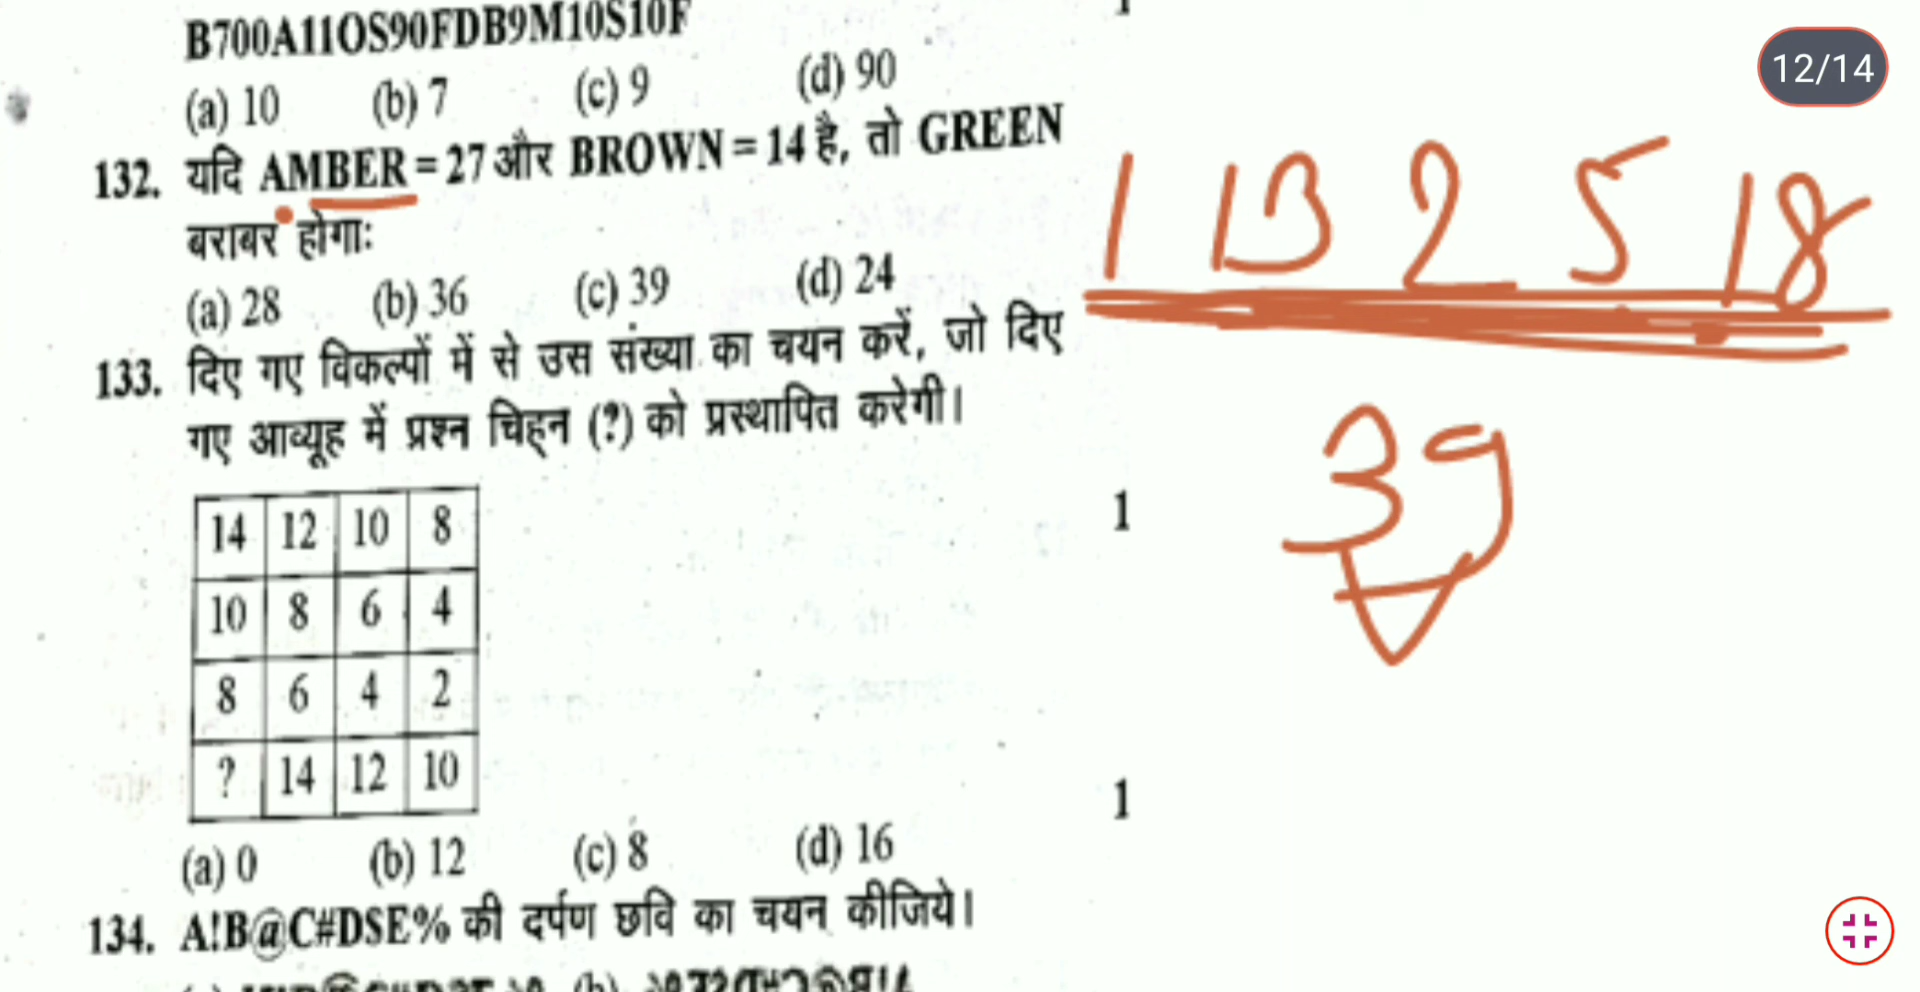 B700A11OS90FDB9M10S10F
(a) 10 (b) 7 (c) 9 (d) 90
132. यदि AMBER = 27 और BROWN = 14 है, तो GREEN
बराबर होगाः
(a) 28 (b) 36 (c) 39 (d) 24
133. दिए गए विकल्पों में से उस संख्या का चयन करें, जो दिए
गए आव्यूह में प्रश्न चिह्न (?) को प्रस्थापित करेगी।
14 12 10 8
10 8 6 4
8 6 4 2
? 14 12 10
(a) 0 (b) 12 (c) 8 (d) 16
134. A!B@C#DSE% की दर्पण छवि का चयन कीजिये।
1
1
12/14
1 13 2 5 18
39